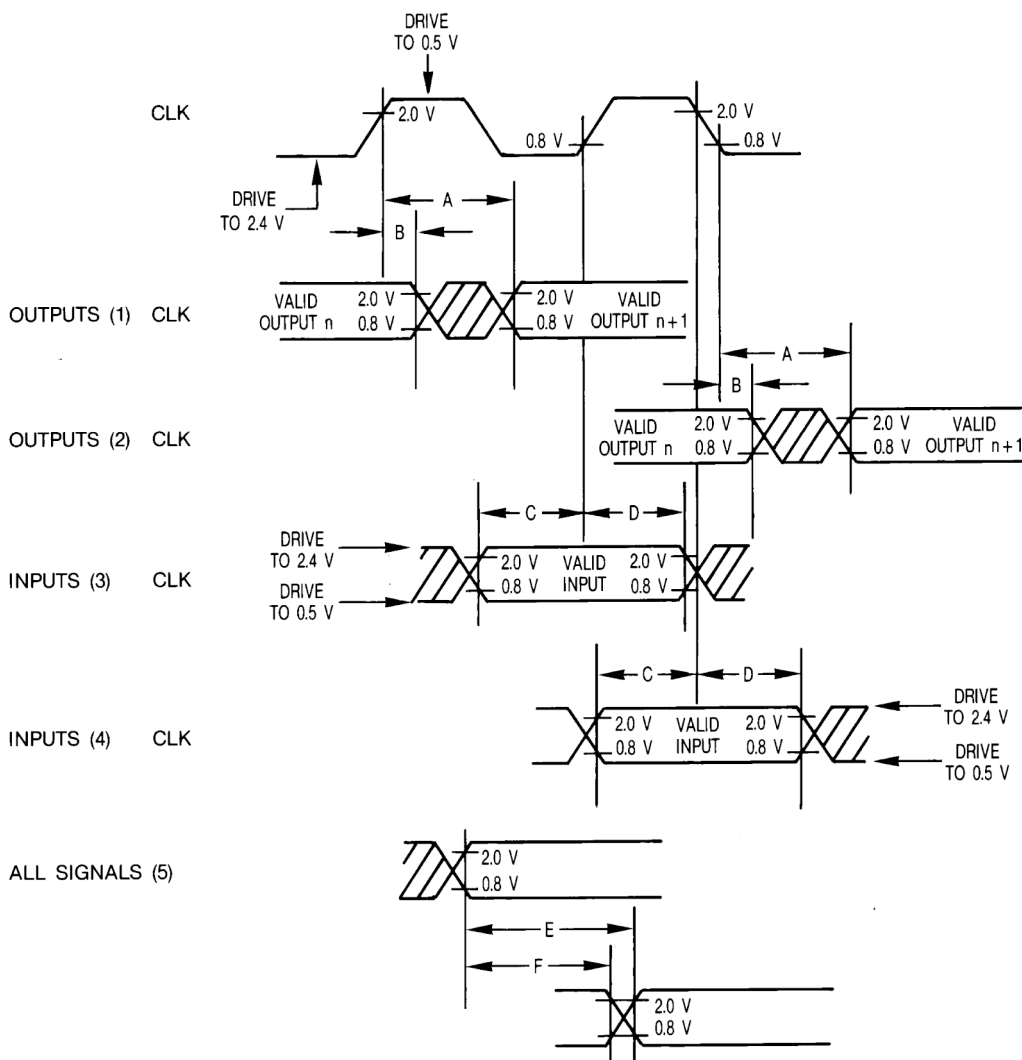 DRIVE
TO 0.5 V
CLK
2.0 V
2.0 V
0.8 V
0.8 V
DRIVE
TO 2.4 V
A
B
OUTPUTS (1) CLK
VALID
OUTPUT n
2.0 V
0.8 V
2.0 V
0.8 V
VALID
OUTPUT n+1
A
B
OUTPUTS (2) CLK
VALID
OUTPUT n
2.0 V
0.8 V
2.0 V
0.8 V
VALID
OUTPUT n+1
C
D
DRIVE
TO 2.4 V
INPUTS (3) CLK
DRIVE
TO 0.5 V
2.0 V
0.8 V
VALID
INPUT
2.0 V
0.8 V
C
D
INPUTS (4) CLK
2.0 V
0.8 V
VALID
INPUT
2.0 V
0.8 V
DRIVE
TO 2.4 V
DRIVE
TO 0.5 V
ALL SIGNALS (5)
2.0 V
0.8 V
E
F
2.0 V
0.8 V